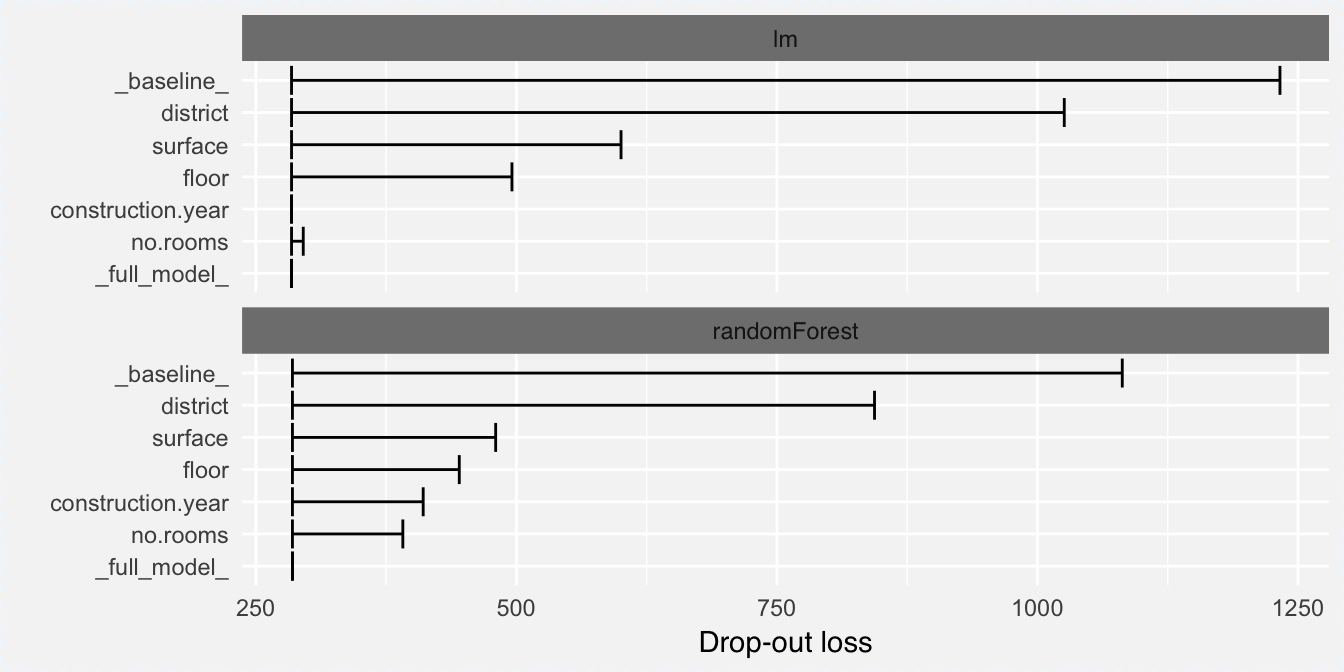 lm
_baseline_
district
surface
floor
construction.year
no.rooms
_full_model_
randomForest
_baseline_
district
surface
floor
construction.year
no.rooms
_full_model_
250 500 750 1000 1250
Drop-out loss